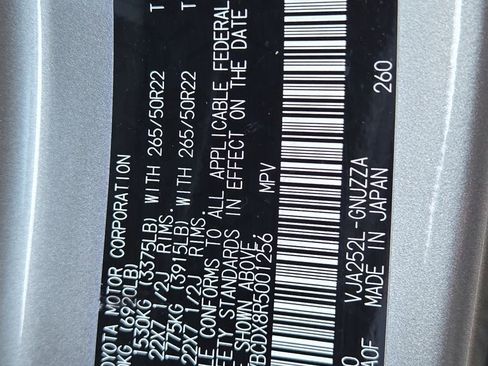 TOYOTA MOTOR CORPORATION
KG (6920LB)
1530KG (3375LB) WITH 265/50R22 T
22X7 1/2J RIMS.
1775KG (3915LB) WITH 265/50R22 T
22X7 1/2J RIMS.
LE CONFORMS TO ALL APPLICABLE FEDERAL
FETY STANDARDS IN EFFECT ON THE DATE
E SHOWN ABOVE.
BCDX8R5001256 MPV
260
VJA252L-GNUZZA
A0F MADE IN JAPAN